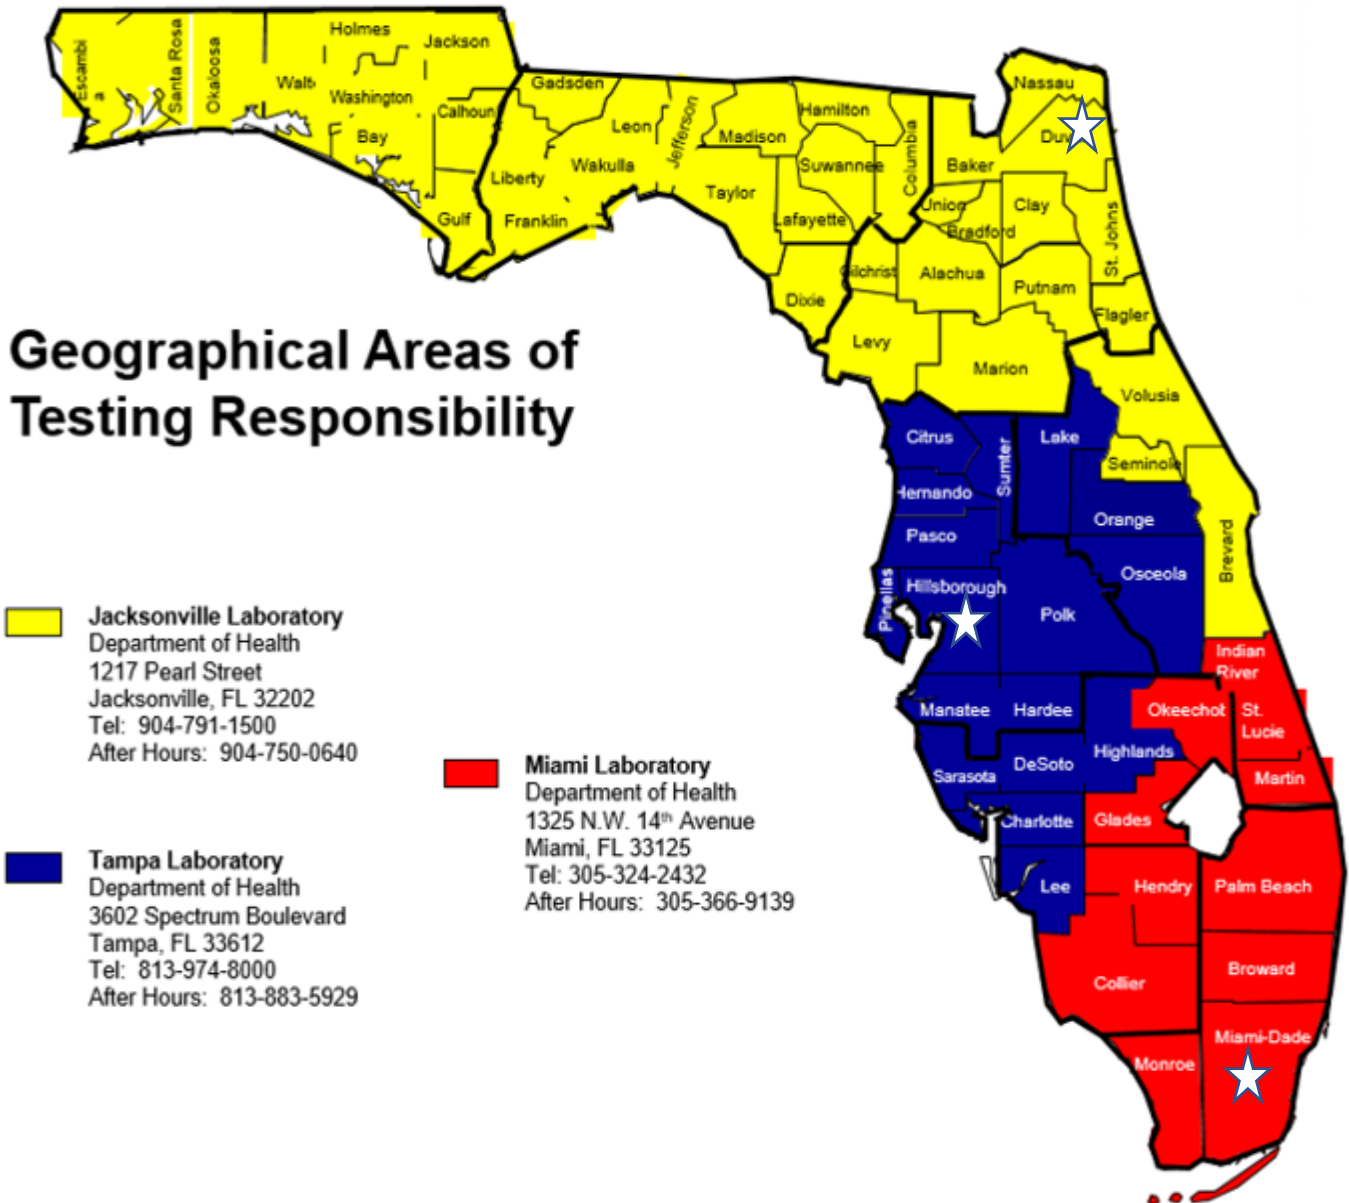 Holmes
Jackson
Escambi
a
Santa Rosa
Okaloosa
Walt
Washington
Calhoun
Bay
Gulf
Gadsden
Leon
Jefferson
Madison
Hamilton
Columbia
Nassau
Duv
Baker
Liberty
Wakulla
Taylor
Suwannee
Franklin
Lafayette
Union
Bradford
Clay
St. Johns
Dixie
Gilchrist
Alachua
Putnam
Flagler
Levy
Marion
Volusia
Geographical Areas of
Testing Responsibility
Citrus
Sumter
Lake
Seminole
Hernando
Orange
Pasco
Brevard
Pinellas
Hillsborough
Polk
Osceola
Indian
River
Manatee
Hardee
Okeechot
St.
Lucie
Highlands
Sarasota
DeSoto
Martin
Charlotte
Glades
Lee
Hendry
Palm Beach
Collier
Broward
Monroe
Miami-Dade
Jacksonville Laboratory
Department of Health
1217 Pearl Street
Jacksonville, FL 32202
Tel: 904-791-1500
After Hours: 904-750-0640
Tampa Laboratory
Department of Health
3602 Spectrum Boulevard
Tampa, FL 33612
Tel: 813-974-8000
After Hours: 813-883-5929
Miami Laboratory
Department of Health
1325 N.W. 14th Avenue
Miami, FL 33125
Tel: 305-324-2432
After Hours: 305-366-9139